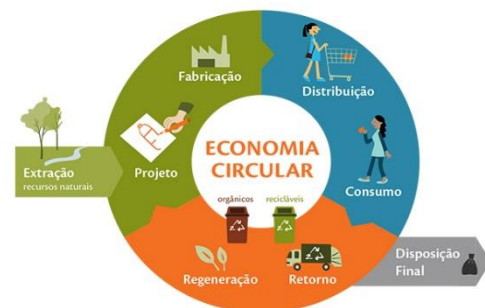 Fabricação
Distribuição
Extração
recursos naturais
Projeto
ECONOMIA
CIRCULAR
Consumo
orgânicos
recicláveis
Regeneração
Retorno
Disposição
Final